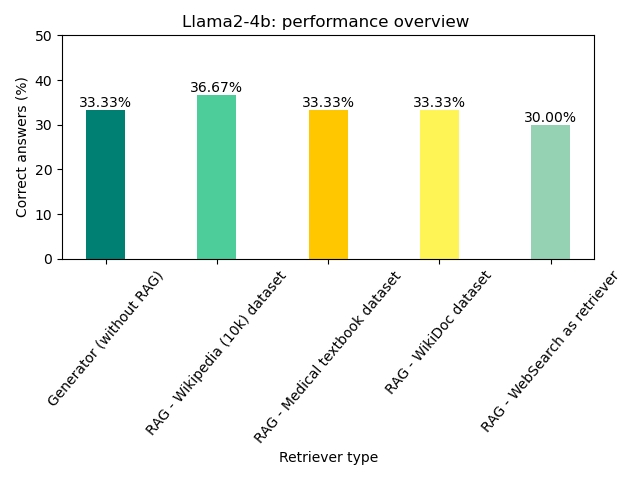 Llama2-4b: performance overview
Correct answers (%)
50
40
30
20
10
0
33.33%
36.67%
33.33%
33.33%
30.00%
Generator (without RAG)
RAG - Wikipedia (10k) dataset
RAG - Medical textbook dataset
RAG - WikiDoc dataset
RAG - WebSearch as retriever
Retriever type